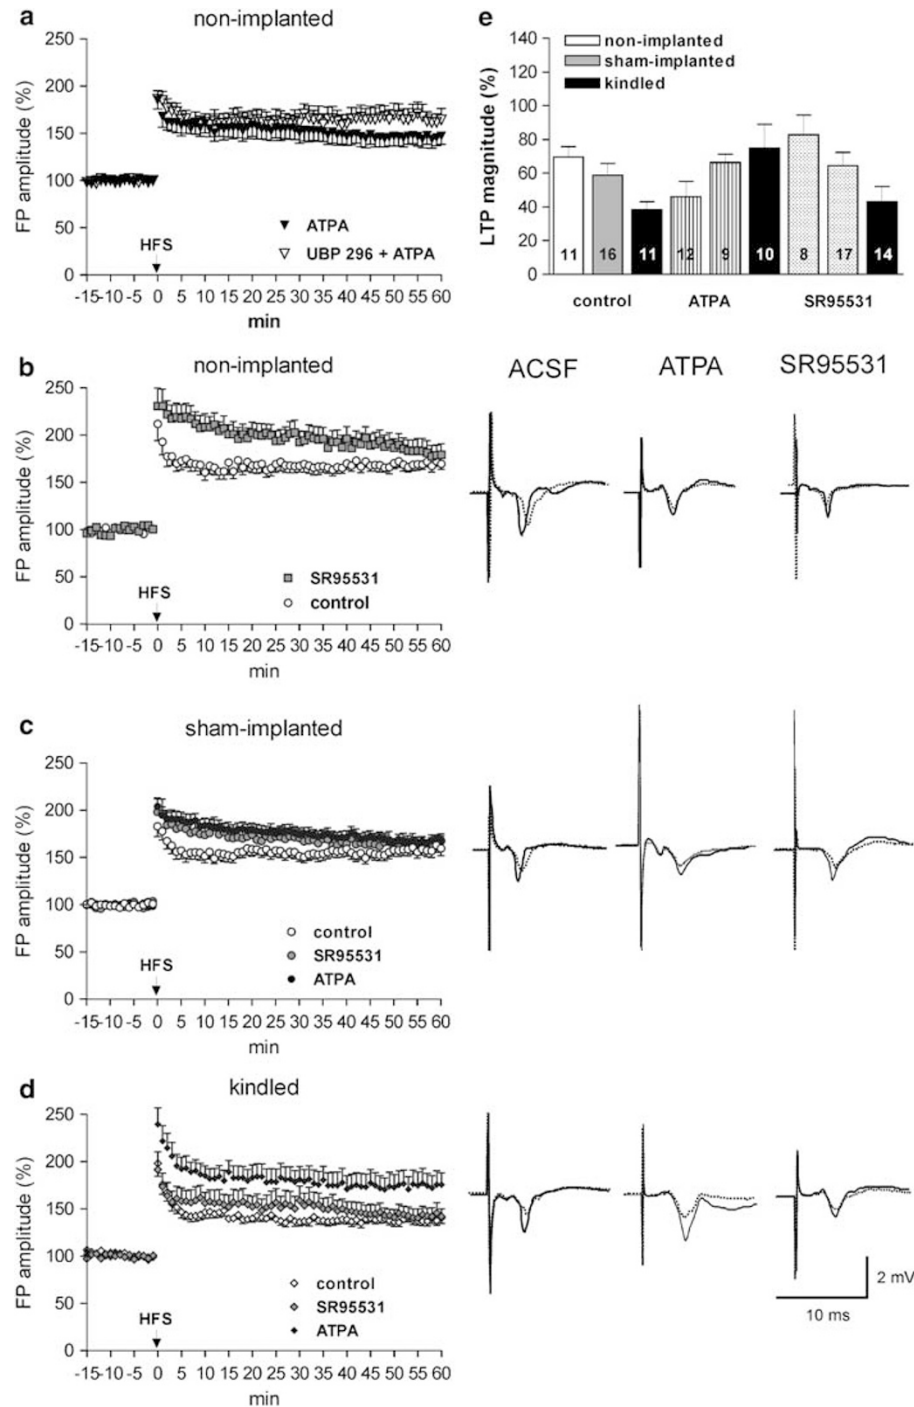 a
non-implanted
250
200
150
100
50
0
FP amplitude (%)
HFS
ATPA
UBP 296 + ATPA
-15-10 -5 0 5 10 15 20 25 30 35 40 45 50 55 60
min
e
140
120
100
80
60
40
20
0
LTP magnitude (%)
non-implanted
sham-implanted
kindled
11 16 11 12 9 10 8 17 14
control ATPA SR95531
b
non-implanted
250
200
150
100
50
0
FP amplitude (%)
HFS
SR95531
control
-15-10 -5 0 5 10 15 20 25 30 35 40 45 50 55 60
min
ACSF ATPA SR95531
c
sham-implanted
250
200
150
100
50
0
FP amplitude (%)
HFS
control
SR95531
ATPA
-15-10 -5 0 5 10 15 20 25 30 35 40 45 50 55 60
min
d
kindled
250
200
150
100
50
0
FP amplitude (%)
HFS
control
SR95531
ATPA
-15-10 -5 0 5 10 15 20 25 30 35 40 45 50 55 60
min
2 mV
10 ms